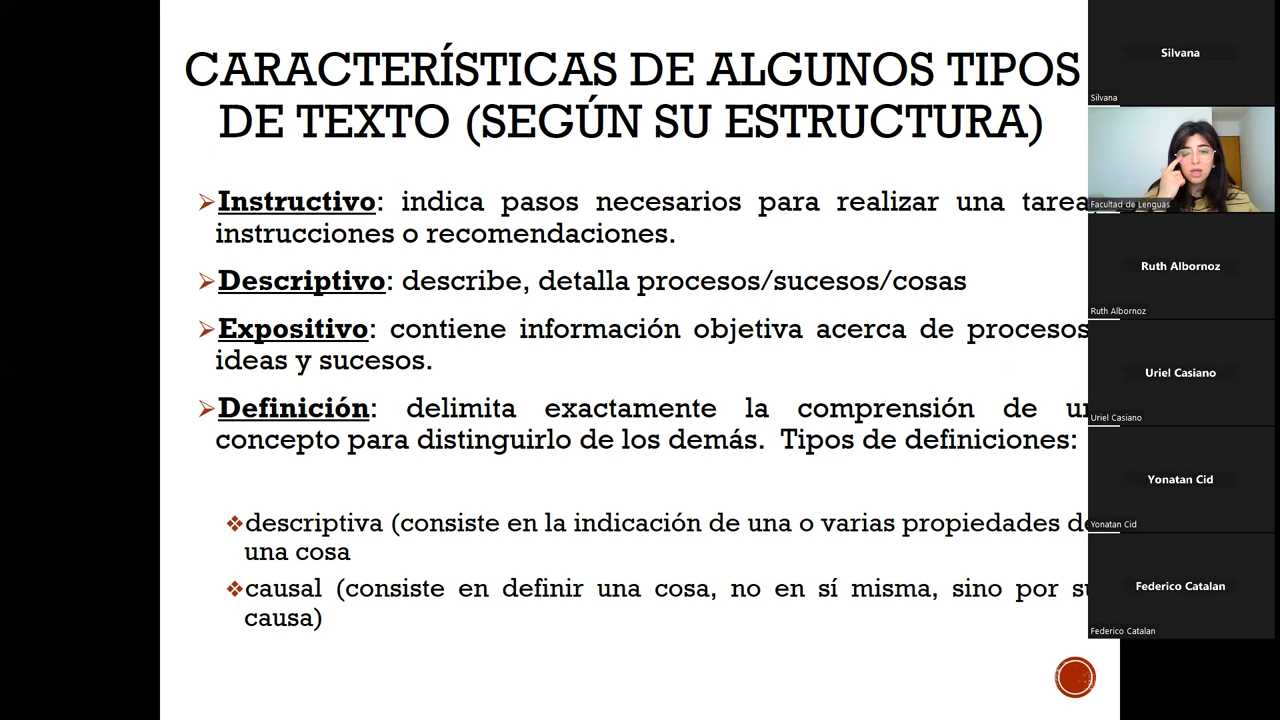 CARACTERÍSTICAS DE ALGUNOS TIPOS
DE TEXTO (SEGÚN SU ESTRUCTURA)
Instructivo: indica pasos necesarios para realizar una tarea
instrucciones o recomendaciones.
Descriptivo: describe, detalla procesos/sucesos/cosas
Expositivo: contiene información objetiva acerca de procesos
ideas y sucesos.
Definición: delimita exactamente la comprensión de
concepto para distinguirlo de los demás. Tipos de definiciones:
descriptiva (consiste en la indicación de una o varias propiedades
una cosa
causal (consiste en definir una cosa, no en sí misma, sino por
causa)
Silvana
Silvana
Facultad de Lenguas
Ruth Albornoz
Ruth Albornoz
Uriel Casiano
Uriel Casiano
Yonatan Cid
Yonatan Cid
Federico Catalan
Federico Catalan